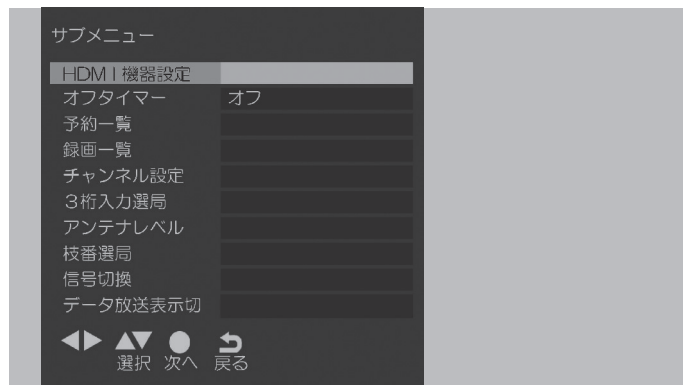 サブメニュー
HDMI機器設定
オフタイマー オフ
予約一覧
録画一覧
チャンネル設定
3桁入力選局
アンテナレベル
枝番選局
信号切換
データ放送表示切
選択 次へ 戻る